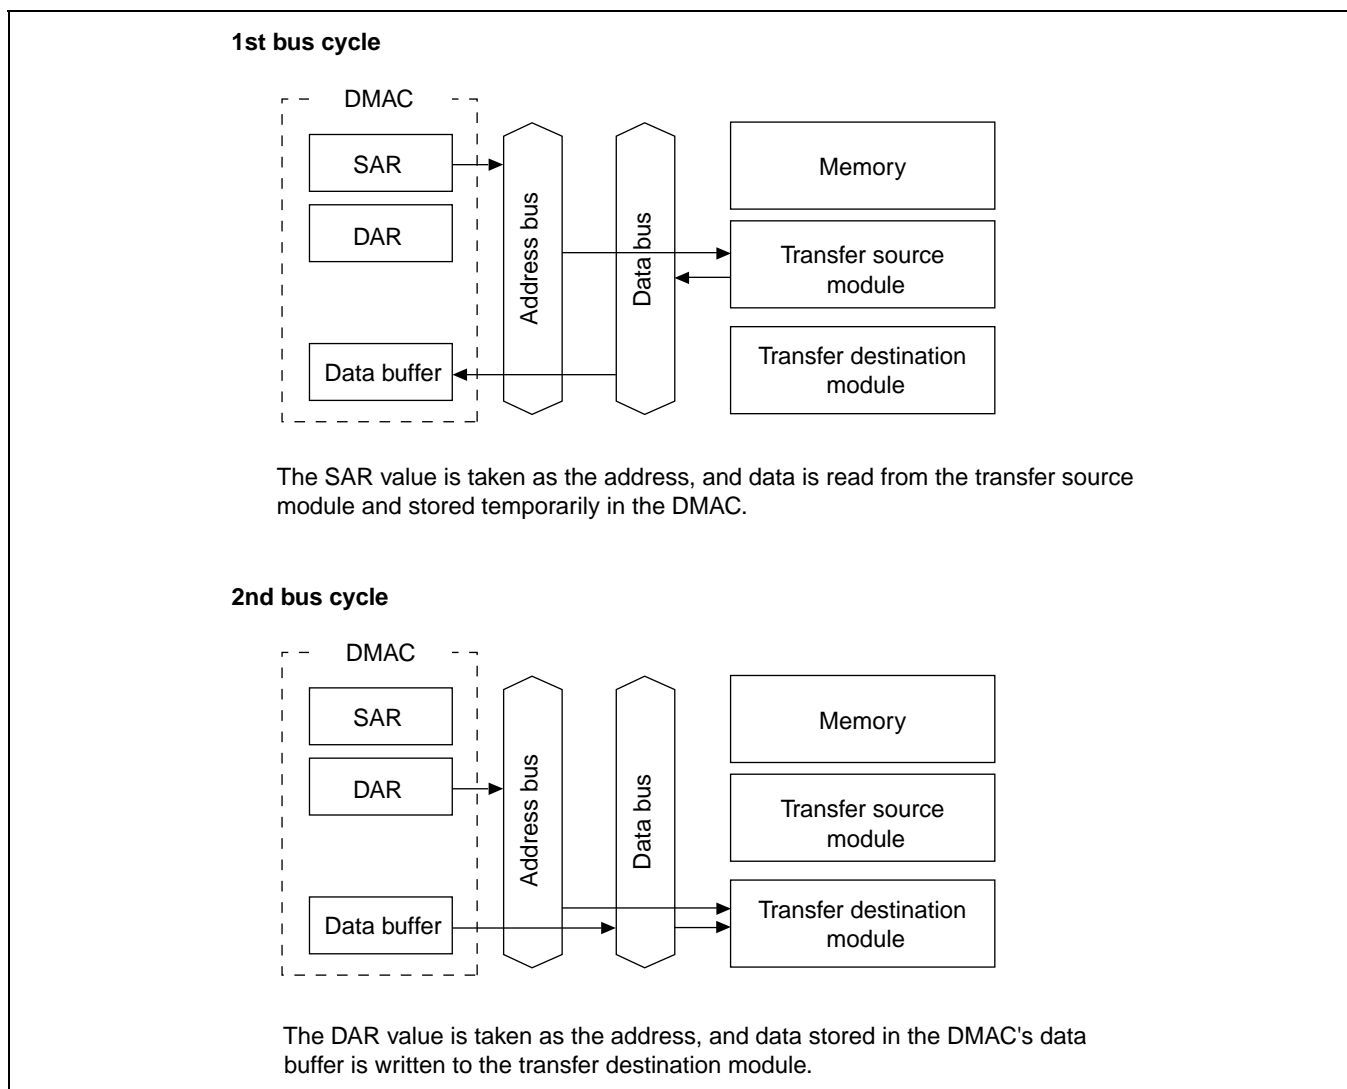 1st bus cycle
DMAC
SAR
DAR
Data buffer
Address bus
Data bus
Memory
Transfer source
module
Transfer destination
module
The SAR value is taken as the address, and data is read from the transfer source
module and stored temporarily in the DMAC.
2nd bus cycle
DMAC
SAR
DAR
Data buffer
Address bus
Data bus
Memory
Transfer source
module
Transfer destination
module
The DAR value is taken as the address, and data stored in the DMAC's data
buffer is written to the transfer destination module.